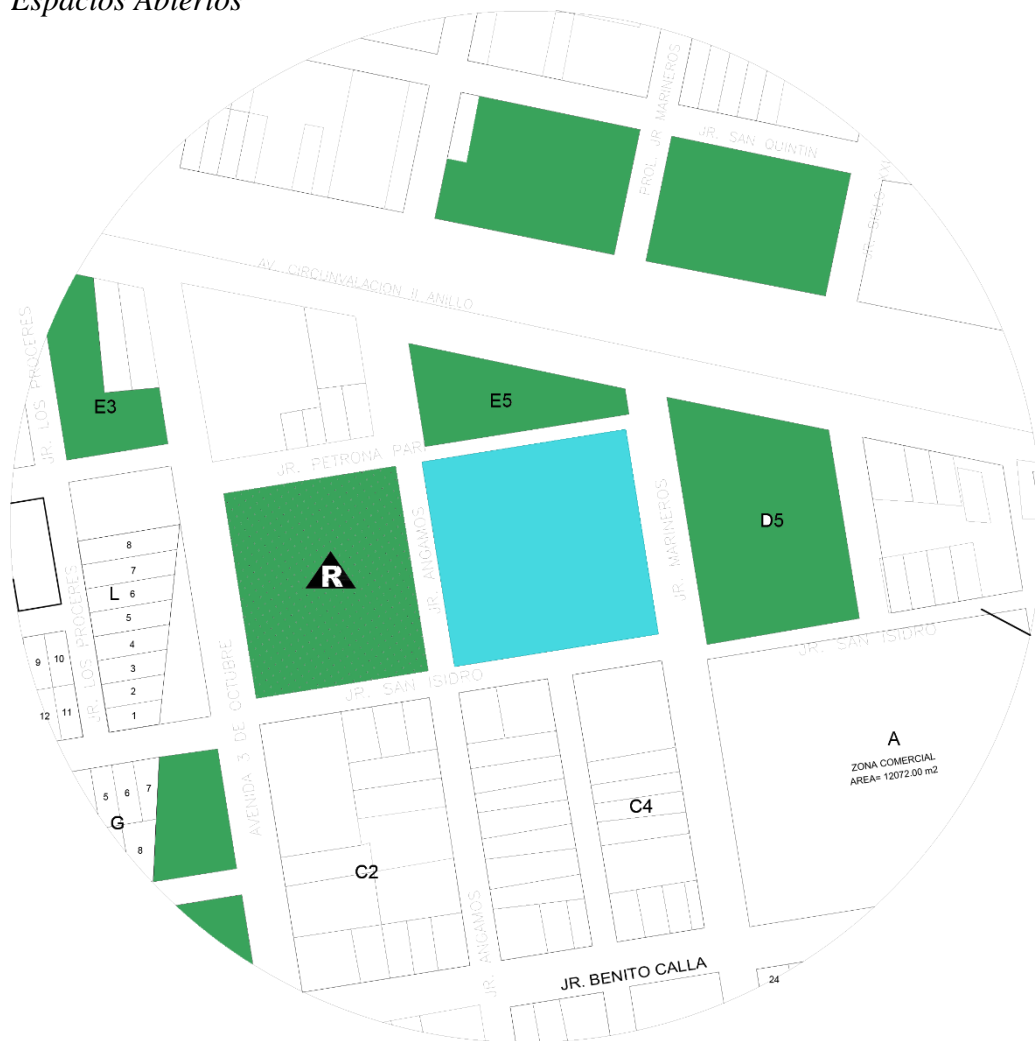 Espacios Abiertos
PROL. JR MARINEROS
JR. SAN QUINTIN
AV. CIRCUNVALACION II ANILLO
JR. LOS PROCERES
E3
E5
JR. PETRONA PAR
R
JR. ANGAMOS
JR. MARINEROS
D5
8
7
L
6
5
4
3
2
1
JR. LOS PROCERES
9
10
12
11
AVENIDA 3 DE OCTUBRE
JR. SAN ISIDRO
JR. SAN ISIDRO
A
ZONA COMERCIAL
AREA= 12072.00 m2
5
6
7
G
8
C2
C4
JR. ANGAMOS
JR. BENITO CALLA
24